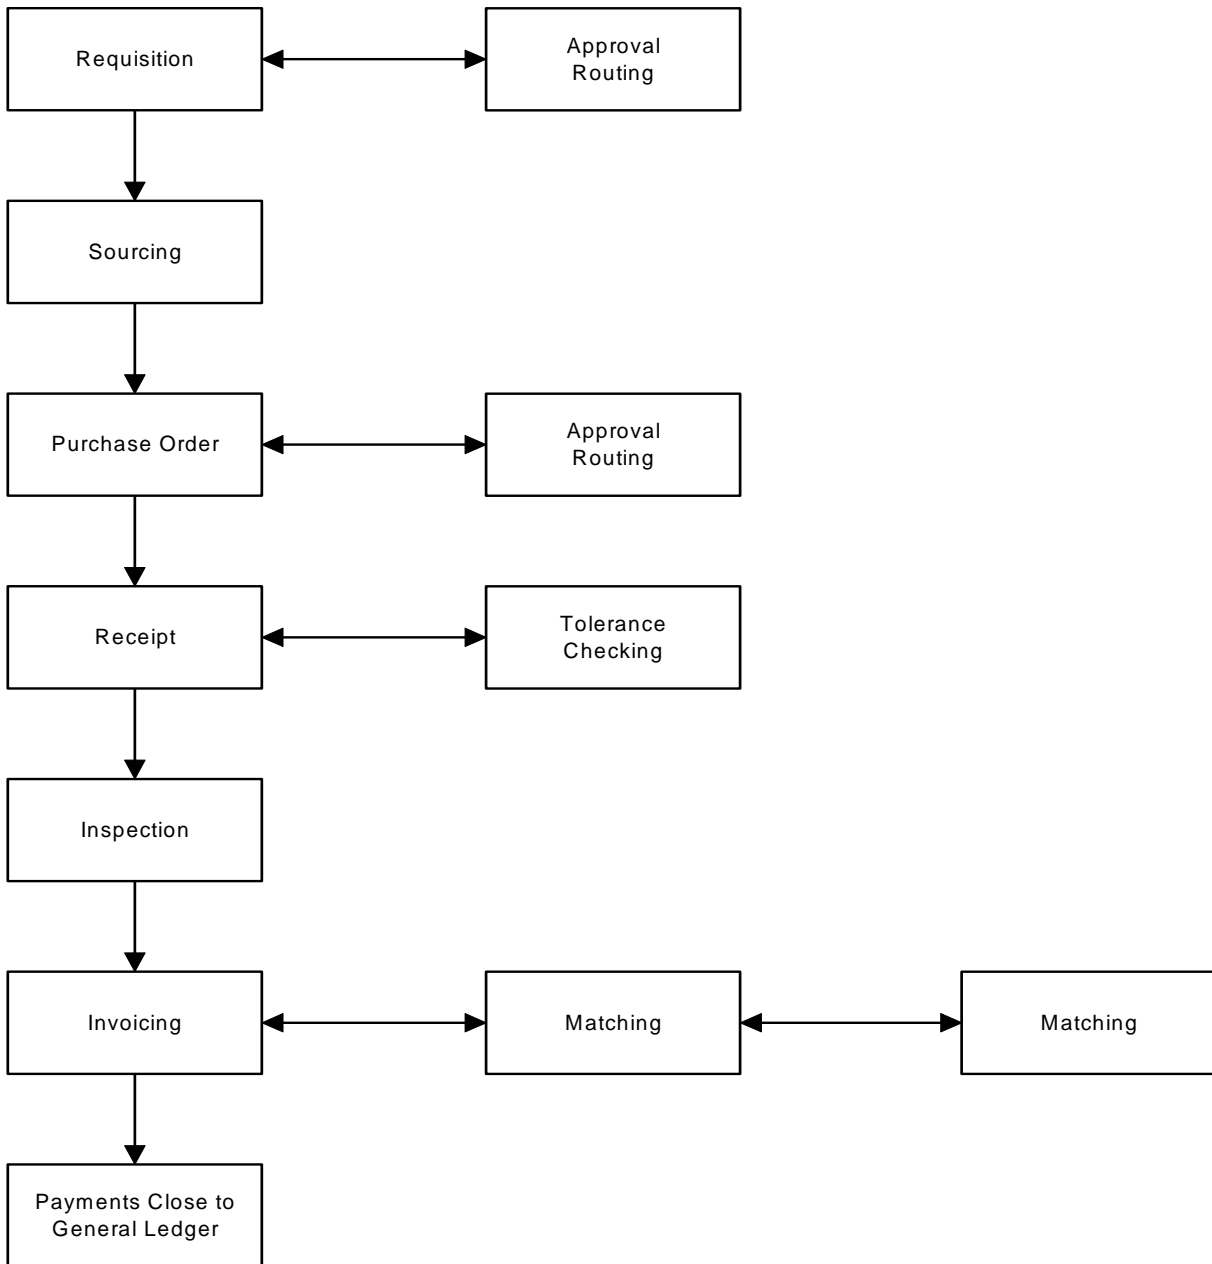 Requisition
Approval
Routing
Sourcing
Purchase Order
Approval
Routing
Receipt
Tolerance
Checking
Inspection
Invoicing
Matching
Matching
Payments Close to
General Ledger